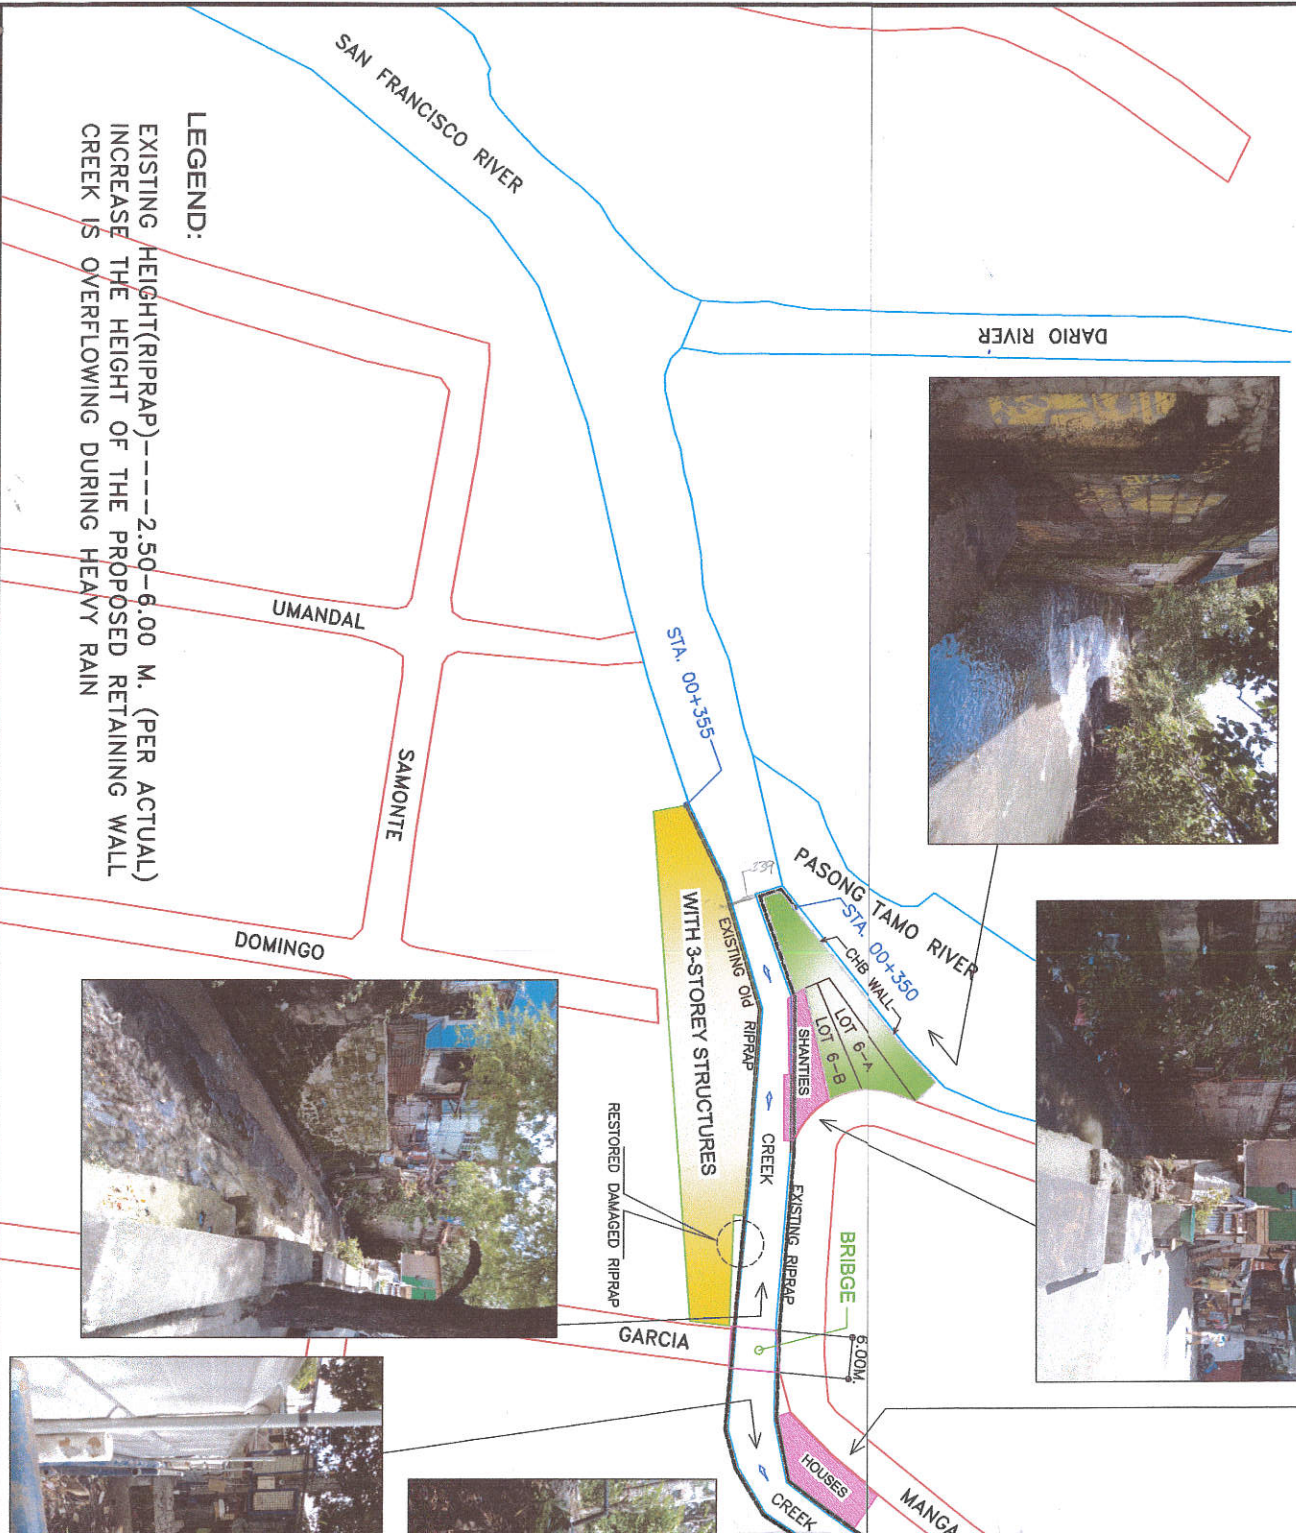 SAN FRANCISCO RIVER
DARIO RIVER
LEGEND:
EXISTING HEIGHT(RIPRAP)----2.50-6.00 M. (PER ACTUAL)
INCREASE THE HEIGHT OF THE PROPOSED RETAINING WALL
CREEK IS OVERFLOWING DURING HEAVY RAIN
UMANDAL
SAMONTE
DOMINGO
STA. 00+355
PASONG TAMO RIVER
STA. 00+350
CHB WALL
LOT 6-A
LOT 6-B
SHANTIES
WITH 3-STOREY STRUCTURES
EXISTING Old RIPRAP
CREEK
EXISTING RIPRAP
RESTORED DAMAGED RIPRAP
BRIBGE
6.00M.
GARCIA
HOUSES
CREEK
MANGA